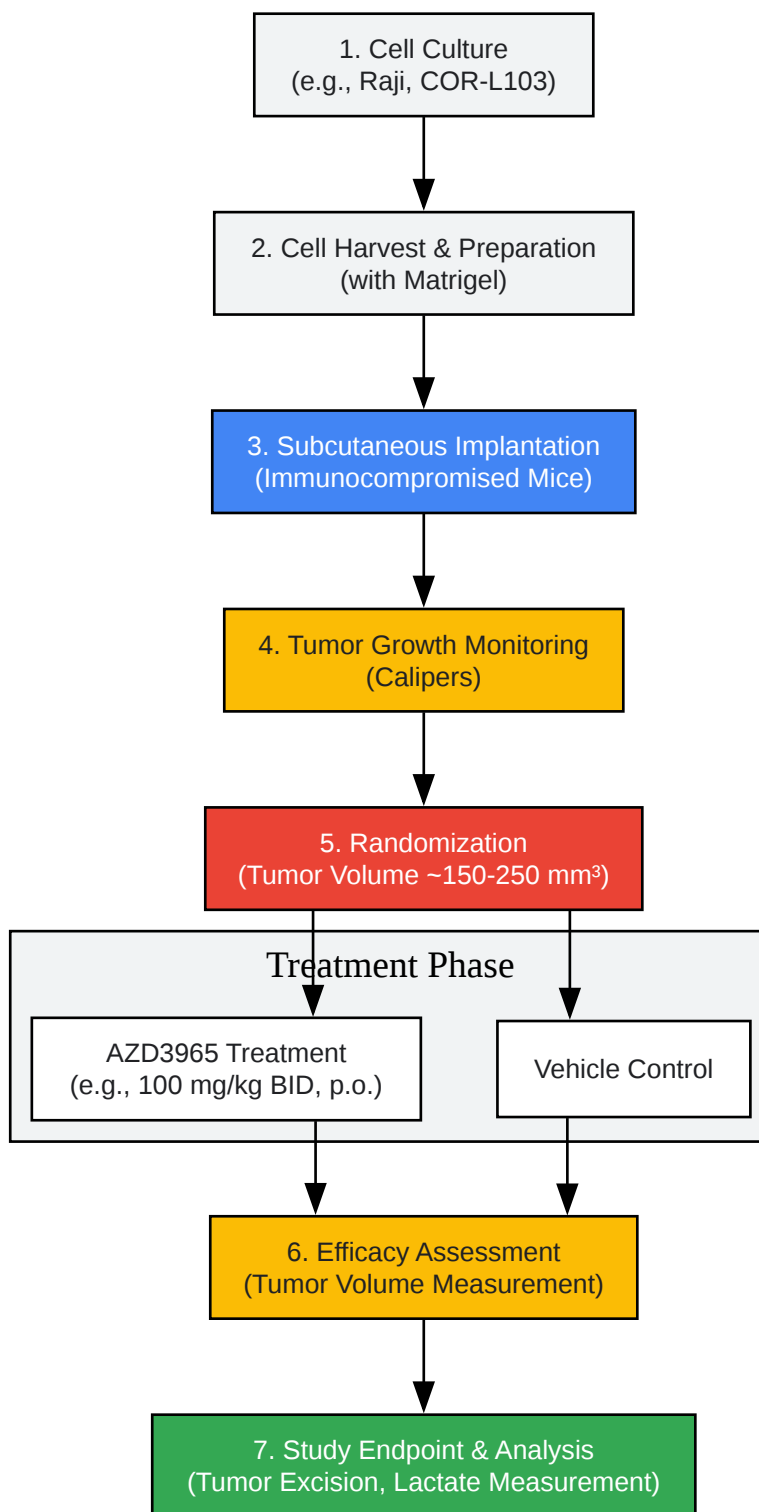 1. Cell Culture
(e.g., Raji, COR-L103)
2. Cell Harvest & Preparation
(with Matrigel)
3. Subcutaneous Implantation
(Immunocompromised Mice)
4. Tumor Growth Monitoring
(Calipers)
5. Randomization
(Tumor Volume ~150-250 mm³)
Treatment Phase
AZD3965 Treatment
(e.g., 100 mg/kg BID, p.o.)
Vehicle Control
6. Efficacy Assessment
(Tumor Volume Measurement)
7. Study Endpoint & Analysis
(Tumor Excision, Lactate Measurement)